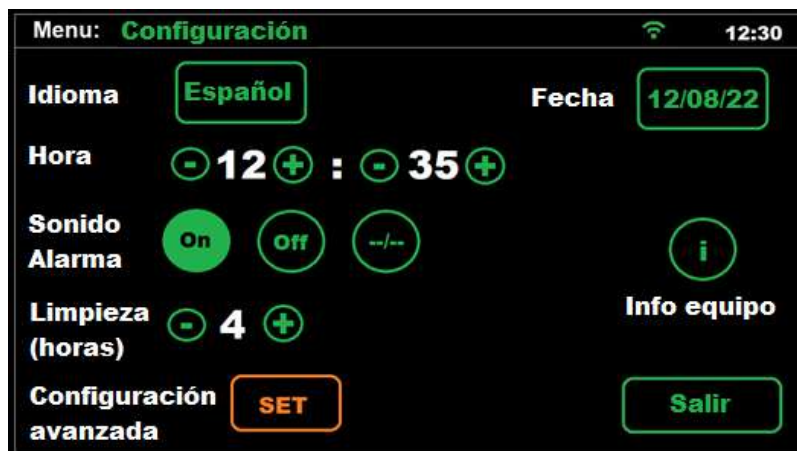 Menu: Configuración 12:30
Idioma Español Fecha 12/08/22
Hora - 12 + : - 35 +
Sonido
Alarma On Off --/-- i
Limpieza
(horas) - 4 + Info equipo
Configuración
avanzada SET Salir